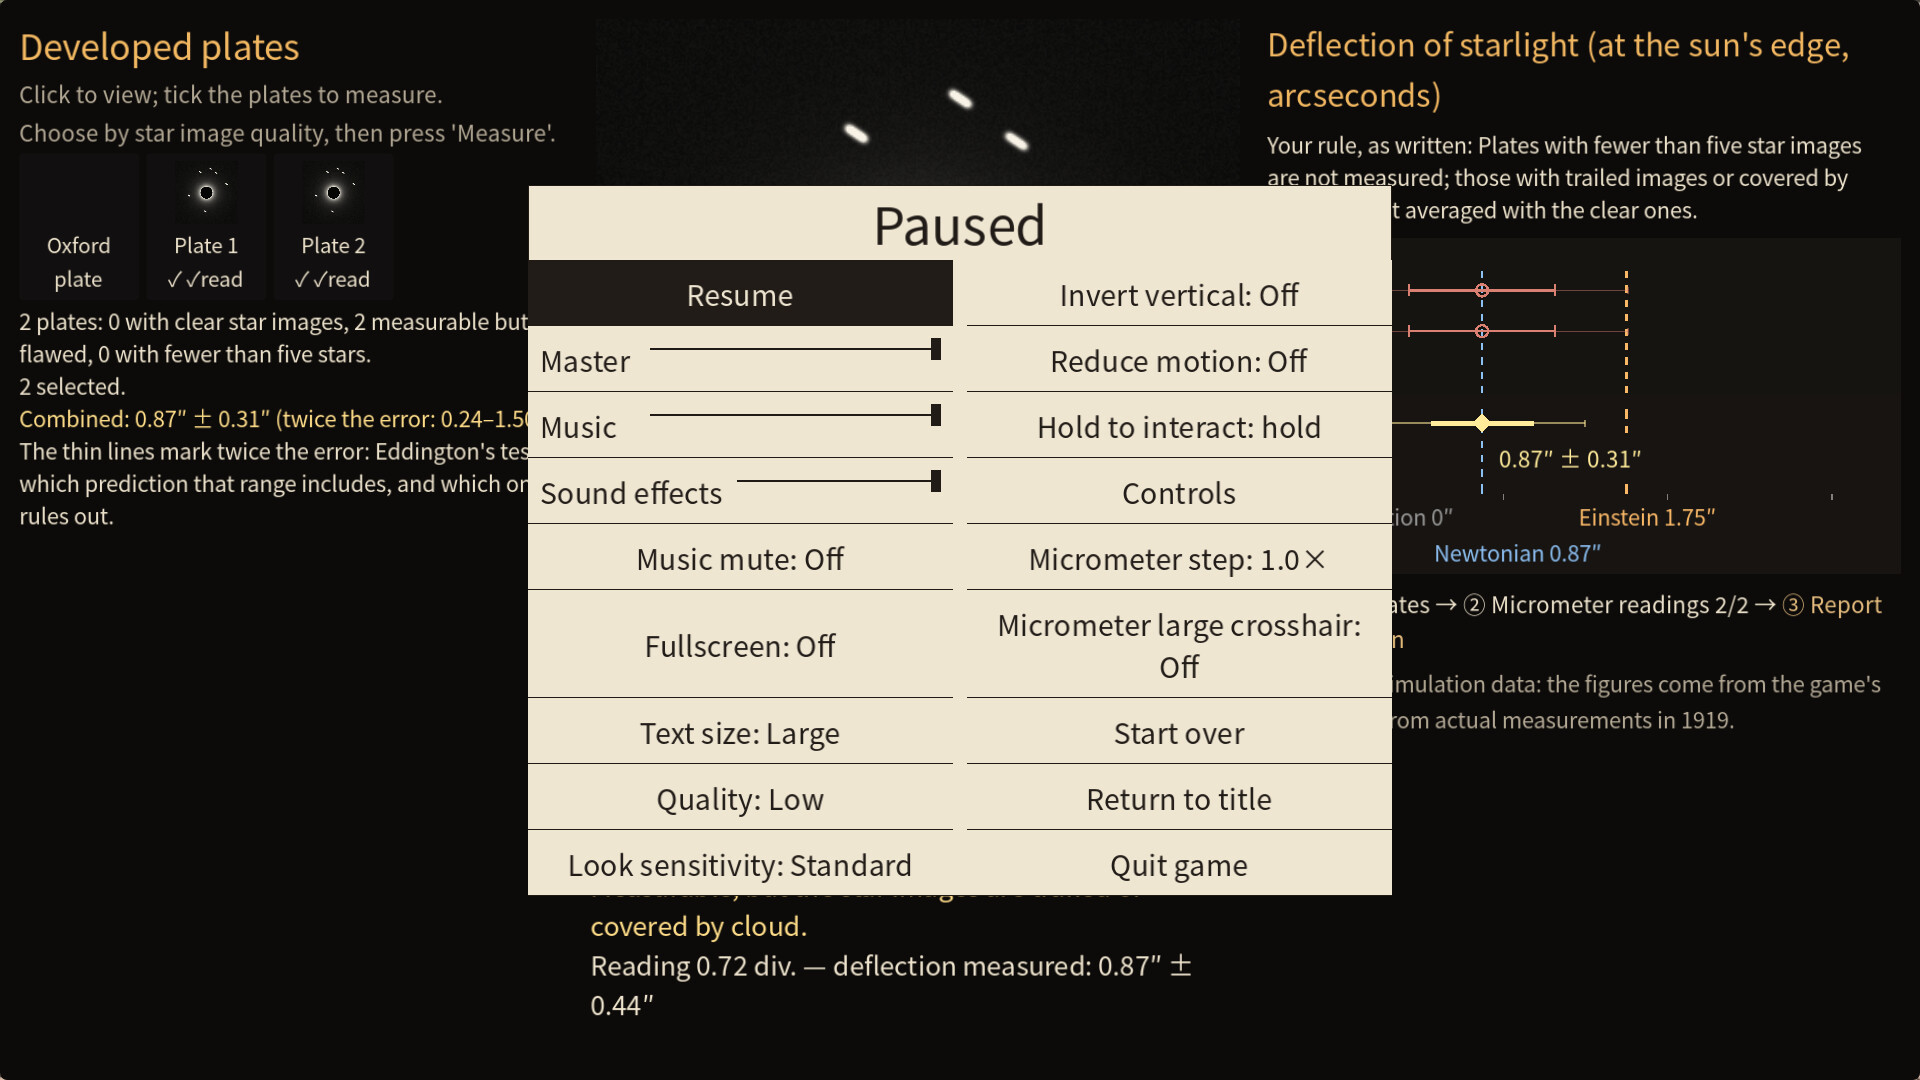 Developed plates
Click to view; tick the plates to measure.
Choose by star image quality, then press 'Measure'.
Oxford
plate
Plate 1
✓ ✓read
Plate 2
✓ ✓read
2 plates: 0 with clear star images, 2 measurable but
flawed, 0 with fewer than five stars.
2 selected.
Combined: 0.87″ ± 0.31″ (twice the error: 0.24–1.50
The thin lines mark twice the error: Eddington's tes
which prediction that range includes, and which on
rules out.
Paused
Resume
Master
Music
Sound effects
Music mute: Off
Fullscreen: Off
Text size: Large
Quality: Low
Look sensitivity: Standard
Invert vertical: Off
Reduce motion: Off
Hold to interact: hold
Controls
Micrometer step: 1.0×
Micrometer large crosshair:
Off
Start over
Return to title
Quit game
covered by cloud.
Reading 0.72 div. — deflection measured: 0.87″ ±
0.44″
Deflection of starlight (at the sun's edge,
arcseconds)
Your rule, as written: Plates with fewer than five star images
are not measured; those with trailed images or covered by
t averaged with the clear ones.
0.87″ ± 0.31″
tion 0″
Einstein 1.75″
Newtonian 0.87″
ates → ② Micrometer readings 2/2 → ③ Report
n
imulation data: the figures come from the game's
rom actual measurements in 1919.